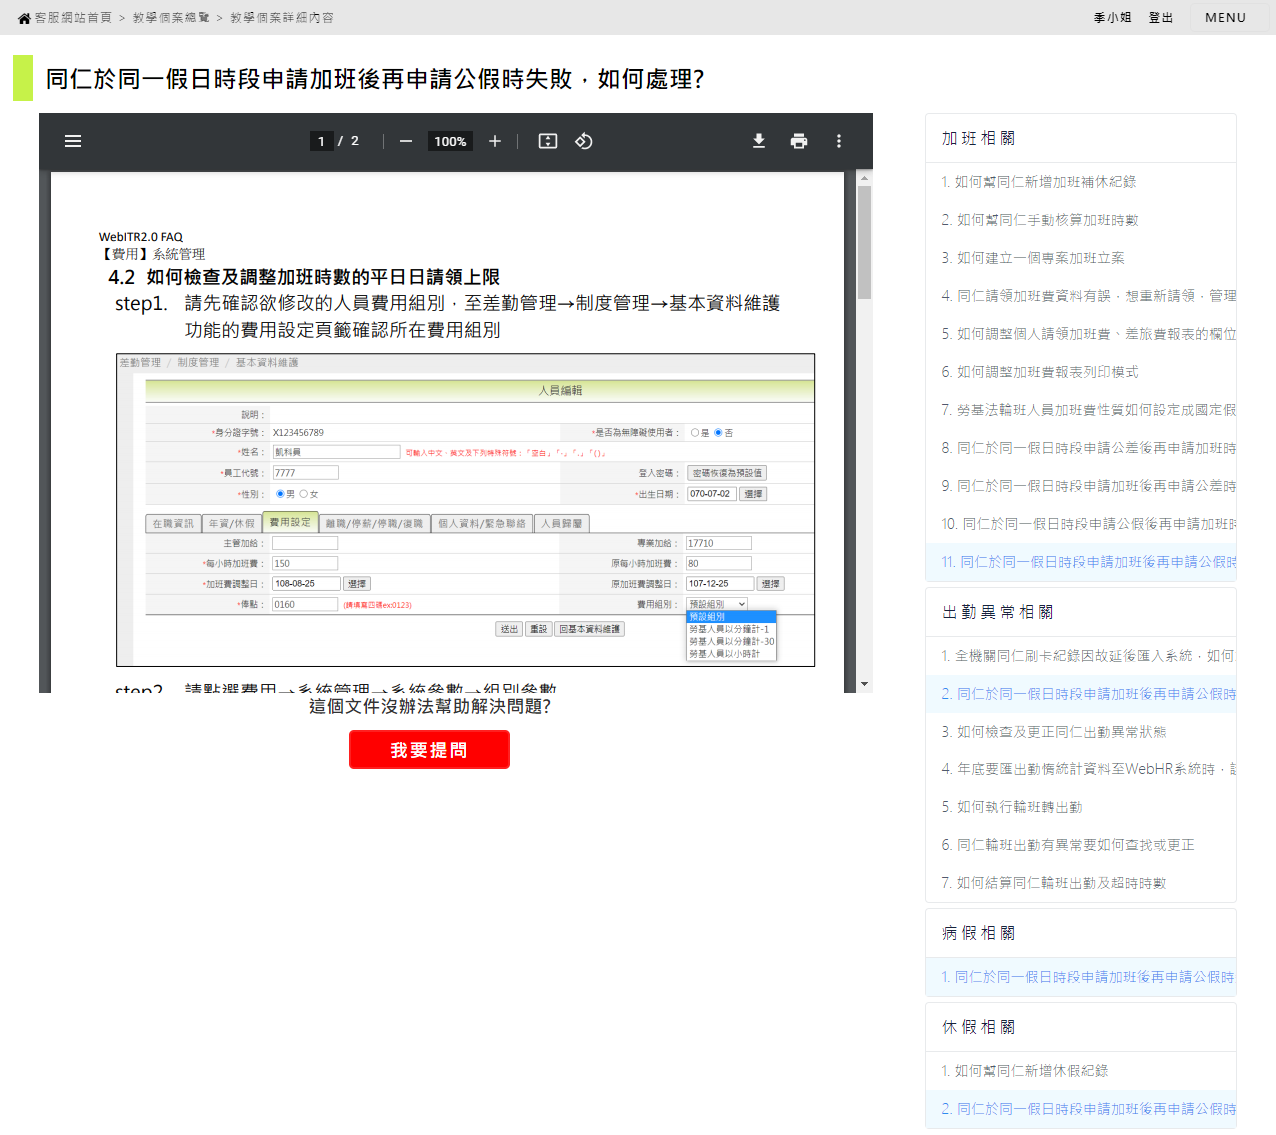 客服網站首頁 > 教學個案總覽 > 教學個案詳細內容
季小姐 登出 MENU
同仁於同一假日時段申請加班後再申請公假時失敗，如何處理?
1 / 2 100%
WebITR2.0 FAQ
【費用】系統管理
4.2 如何檢查及調整加班時數的平日日請領上限
step1. 請先確認欲修改的人員費用組別，至差勤管理→制度管理→基本資料維護
功能的費用設定頁籤確認所在費用組別
差勤管理 / 制度管理 / 基本資料維護
人員編輯
說明：
*身分證字號： X123456789 *是否為無障礙使用者： 是 否
*姓名： 凱科員 可輸入中文、英文及下列特殊符號：「空白」「-」「.」「()」
*員工代號： 7777 登入密碼： 密碼恢復為預設值
*性別： 男 女 *出生日期： 070-07-02 選擇
在職資訊 年資/休假 費用設定 離職/停薪/停職/復職 個人資料/緊急聯絡 人員歸屬
主管加給： 專業加給： 17710
*每小時加班費： 150 原每小時加班費： 80
*加班費調整日： 108-08-25 選擇 原加班費調整日： 107-12-25 選擇
*俸點： 0160 (請填寫四碼ex:0123) 費用組別： 預設組別
預設組別
勞基人員以分鐘計-1
勞基人員以分鐘計-30
勞基人員以小時計
送出 重設 回基本資料維護
step2. 請點選費用→系統管理→系統參數→組別參數
這個文件沒辦法幫助解決問題?
我要提問
加班相關
1. 如何幫同仁新增加班補休紀錄
2. 如何幫同仁手動核算加班時數
3. 如何建立一個專案加班立案
4. 同仁請領加班費資料有誤，想重新請領，管理
5. 如何調整個人請領加班費、差旅費報表的欄位
6. 如何調整加班費報表列印模式
7. 勞基法輪班人員加班費性質如何設定成國定假
8. 同仁於同一假日時段申請公差後再申請加班時
9. 同仁於同一假日時段申請加班後再申請公差時
10. 同仁於同一假日時段申請公假後再申請加班時
11. 同仁於同一假日時段申請加班後再申請公假時
出勤異常相關
1. 全機關同仁刷卡紀錄因故延後匯入系統，如何
2. 同仁於同一假日時段申請加班後再申請公假時
3. 如何檢查及更正同仁出勤異常狀態
4. 年底要匯出勤惰統計資料至WebHR系統時，
5. 如何執行輪班轉出勤
6. 同仁輪班出勤有異常要如何查找或更正
7. 如何結算同仁輪班出勤及超時時數
病假相關
1. 同仁於同一假日時段申請加班後再申請公假時
休假相關
1. 如何幫同仁新增休假紀錄
2. 同仁於同一假日時段申請加班後再申請公假時